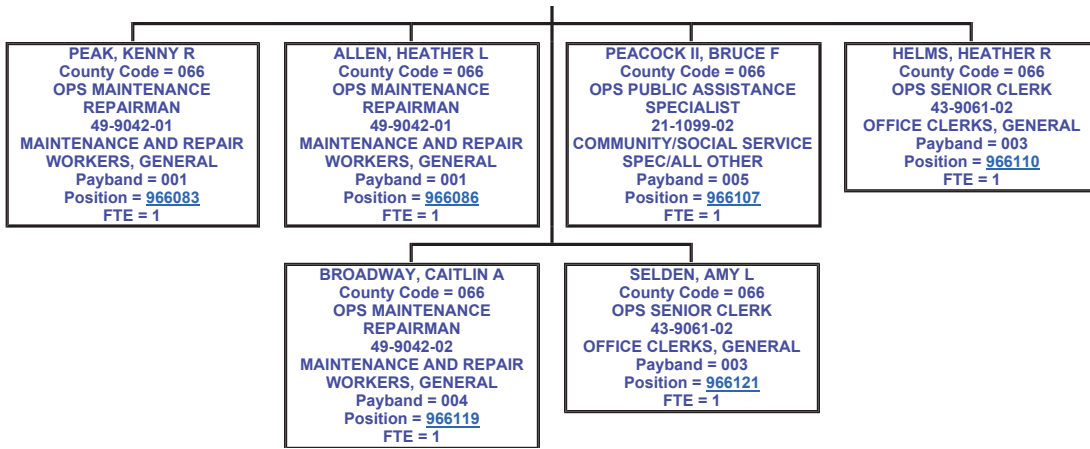 PEAK, KENNY R
County Code = 066
OPS MAINTENANCE
REPAIRMAN
49-9042-01
MAINTENANCE AND REPAIR
WORKERS, GENERAL
Payband = 001
Position = 966083
FTE = 1
ALLEN, HEATHER L
County Code = 066
OPS MAINTENANCE
REPAIRMAN
49-9042-01
MAINTENANCE AND REPAIR
WORKERS, GENERAL
Payband = 001
Position = 966086
FTE = 1
PEACOCK II, BRUCE F
County Code = 066
OPS PUBLIC ASSISTANCE
SPECIALIST
21-1099-02
COMMUNITY/SOCIAL SERVICE
SPEC/ALL OTHER
Payband = 005
Position = 966107
FTE = 1
HELMS, HEATHER R
County Code = 066
OPS SENIOR CLERK
43-9061-02
OFFICE CLERKS, GENERAL
Payband = 003
Position = 966110
FTE = 1
BROADWAY, CAITLIN A
County Code = 066
OPS MAINTENANCE
REPAIRMAN
49-9042-02
MAINTENANCE AND REPAIR
WORKERS, GENERAL
Payband = 004
Position = 966119
FTE = 1
SELDEN, AMY L
County Code = 066
OPS SENIOR CLERK
43-9061-02
OFFICE CLERKS, GENERAL
Payband = 003
Position = 966121
FTE = 1